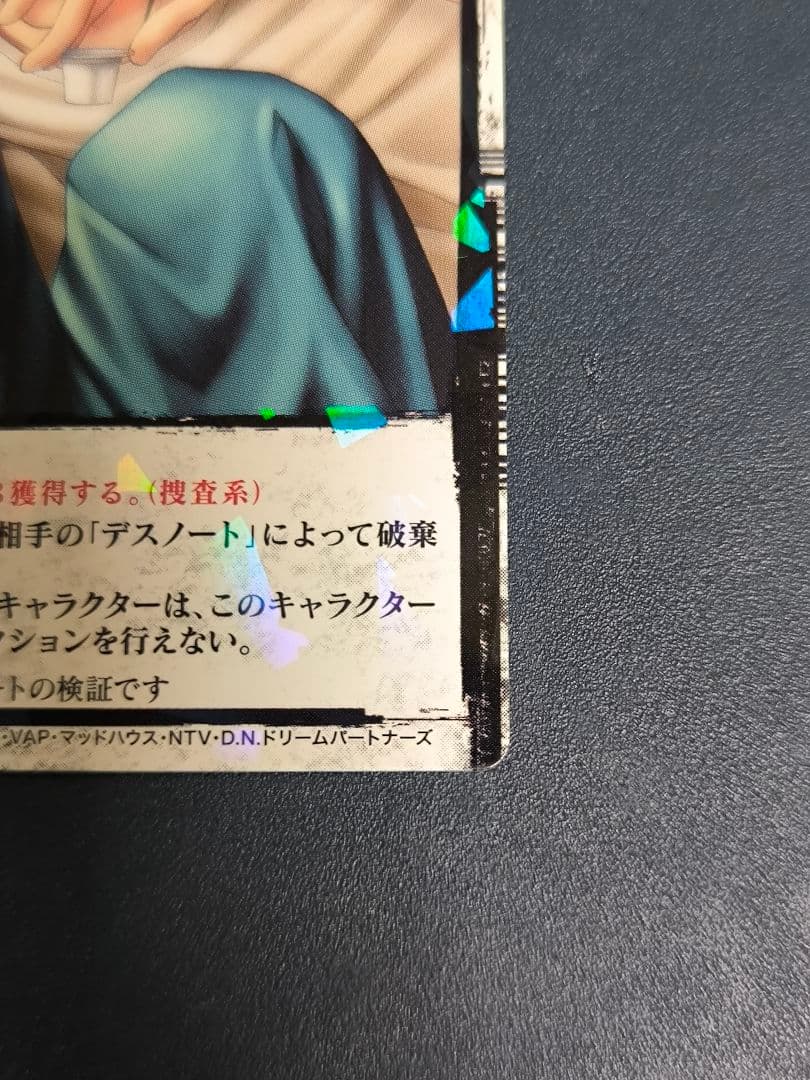 獲得する。(捜査系)
相手の「デスノート」によって破棄
キャラクターは、このキャラクター
クションを行えない。
トの検証です
・VAP・マッドハウス・NTV・D.N.ドリームパートナーズ